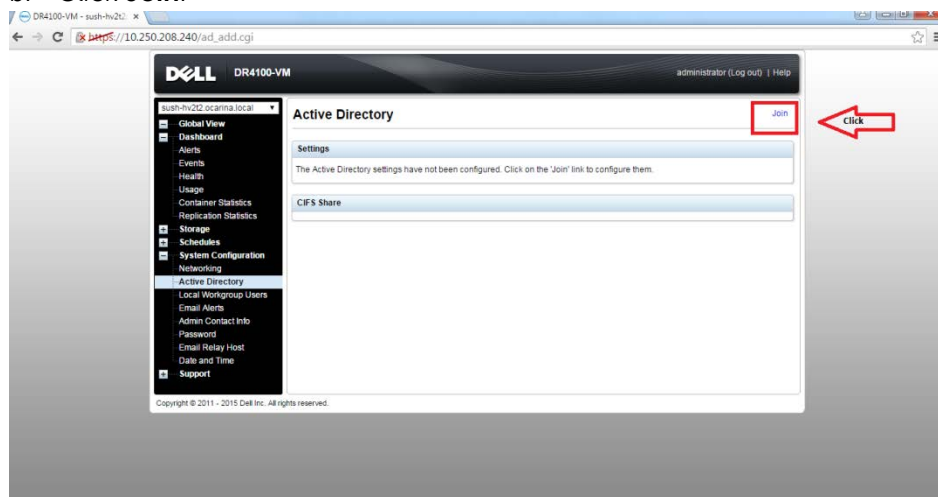 DR4100-VM - sush-hv2t2
https://10.250.208.240/ad_add.cgi
DELL DR4100-VM
administrator (Log out) | Help
sush-hv2t2.ocarina.local
Global View
Dashboard
Alerts
Events
Health
Usage
Container Statistics
Replication Statistics
Storage
Schedules
System Configuration
Networking
Active Directory
Local Workgroup Users
Email Alerts
Admin Contact Info
Password
Email Relay Host
Date and Time
Support
Active Directory
Join
Click
Settings
The Active Directory settings have not been configured. Click on the 'Join' link to configure them.
CIFS Share
Copyright © 2011 - 2015 Dell Inc. All rights reserved.